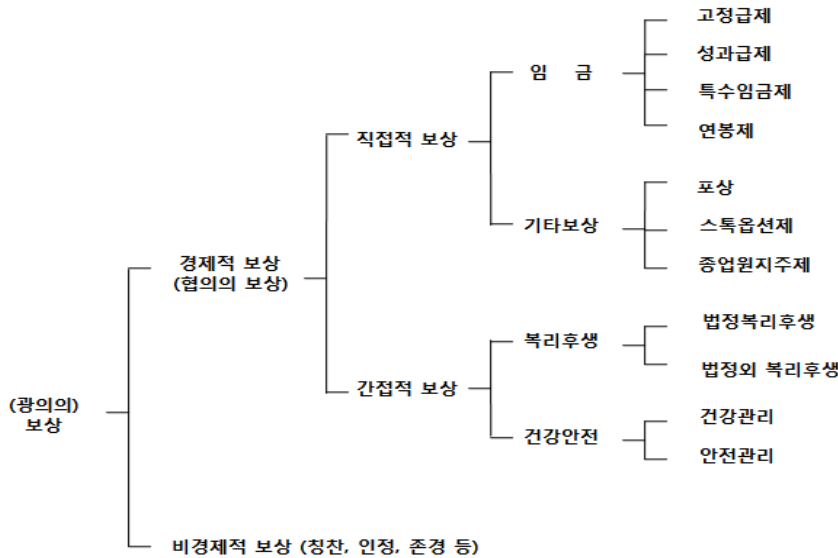 고정급제
성과급제
임 금
특수임금제
연봉제
직접적 보상
포상
기타보상
스톡옵션제
종업원지주제
경제적 보상
(협의의 보상)
법정복리후생
복리후생
법정외 복리후생
간접적 보상
(광의의)
보상
건강관리
건강안전
안전관리
비경제적 보상 (칭찬, 인정, 존경 등)